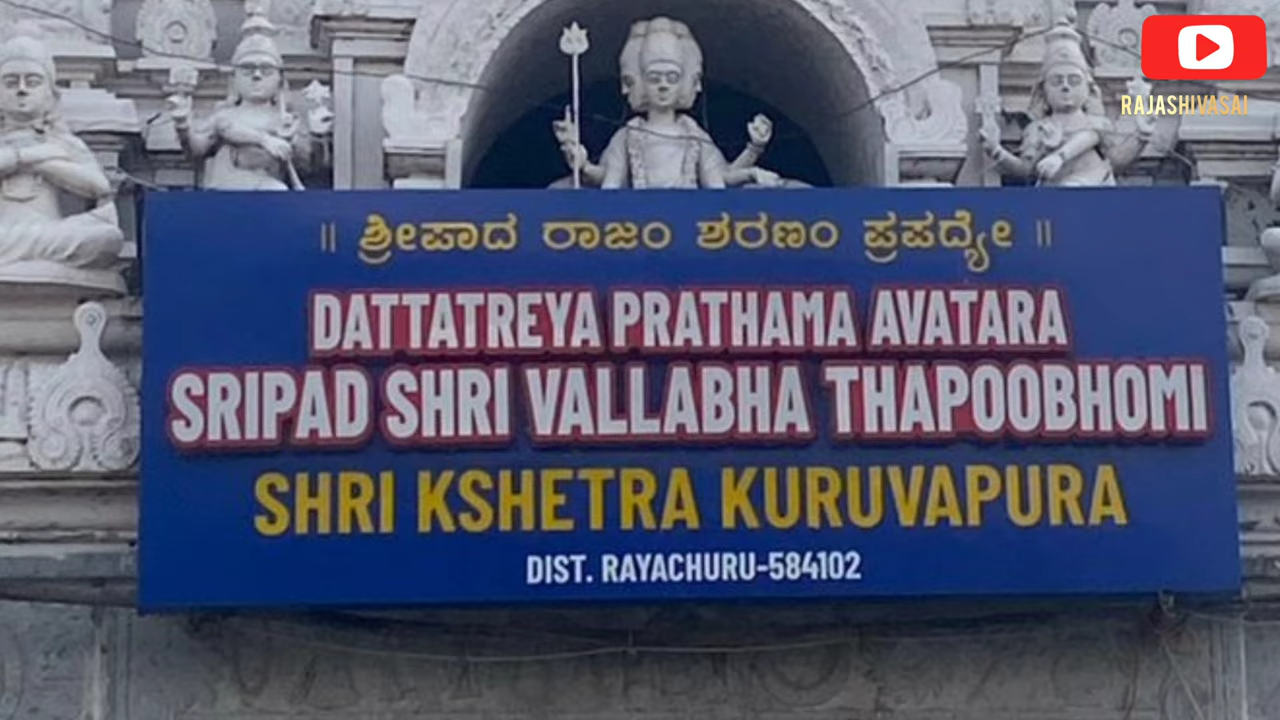 RAJASHIVASAI
॥ ಶ್ರೀಪಾದ ರಾಜಂ ಶರಣಂ ಪ್ರಪದ್ಯೇ ॥
DATTATREYA PRATHAMA AVATARA
SRIPAD SHRI VALLABHA THAPOOBHOMI
SHRI KSHETRA KURUVAPURA
DIST. RAYACHURU-584102